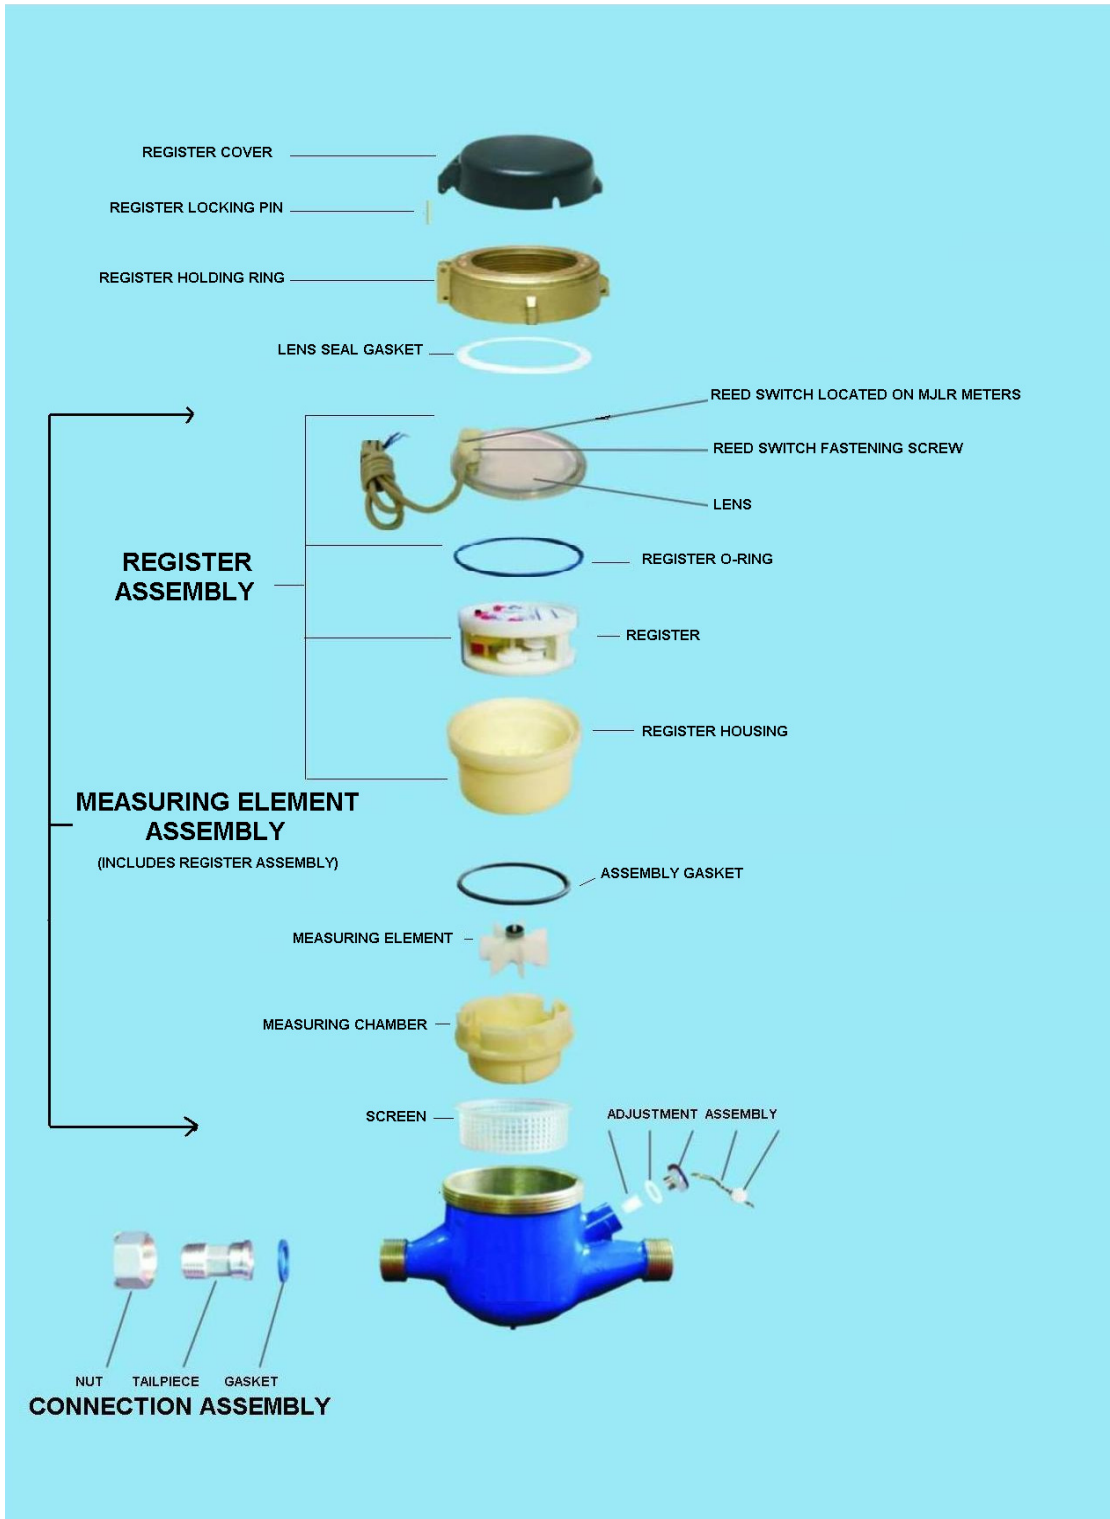 REGISTER COVER
REGISTER LOCKING PIN
REGISTER HOLDING RING
LENS SEAL GASKET
REED SWITCH LOCATED ON MJLR METERS
REED SWITCH FASTENING SCREW
LENS
REGISTER
ASSEMBLY
REGISTER O-RING
REGISTER
REGISTER HOUSING
MEASURING ELEMENT
ASSEMBLY
(INCLUDES REGISTER ASSEMBLY)
ASSEMBLY GASKET
MEASURING ELEMENT
MEASURING CHAMBER
SCREEN
ADJUSTMENT ASSEMBLY
NUT TAILPIECE GASKET
CONNECTION ASSEMBLY